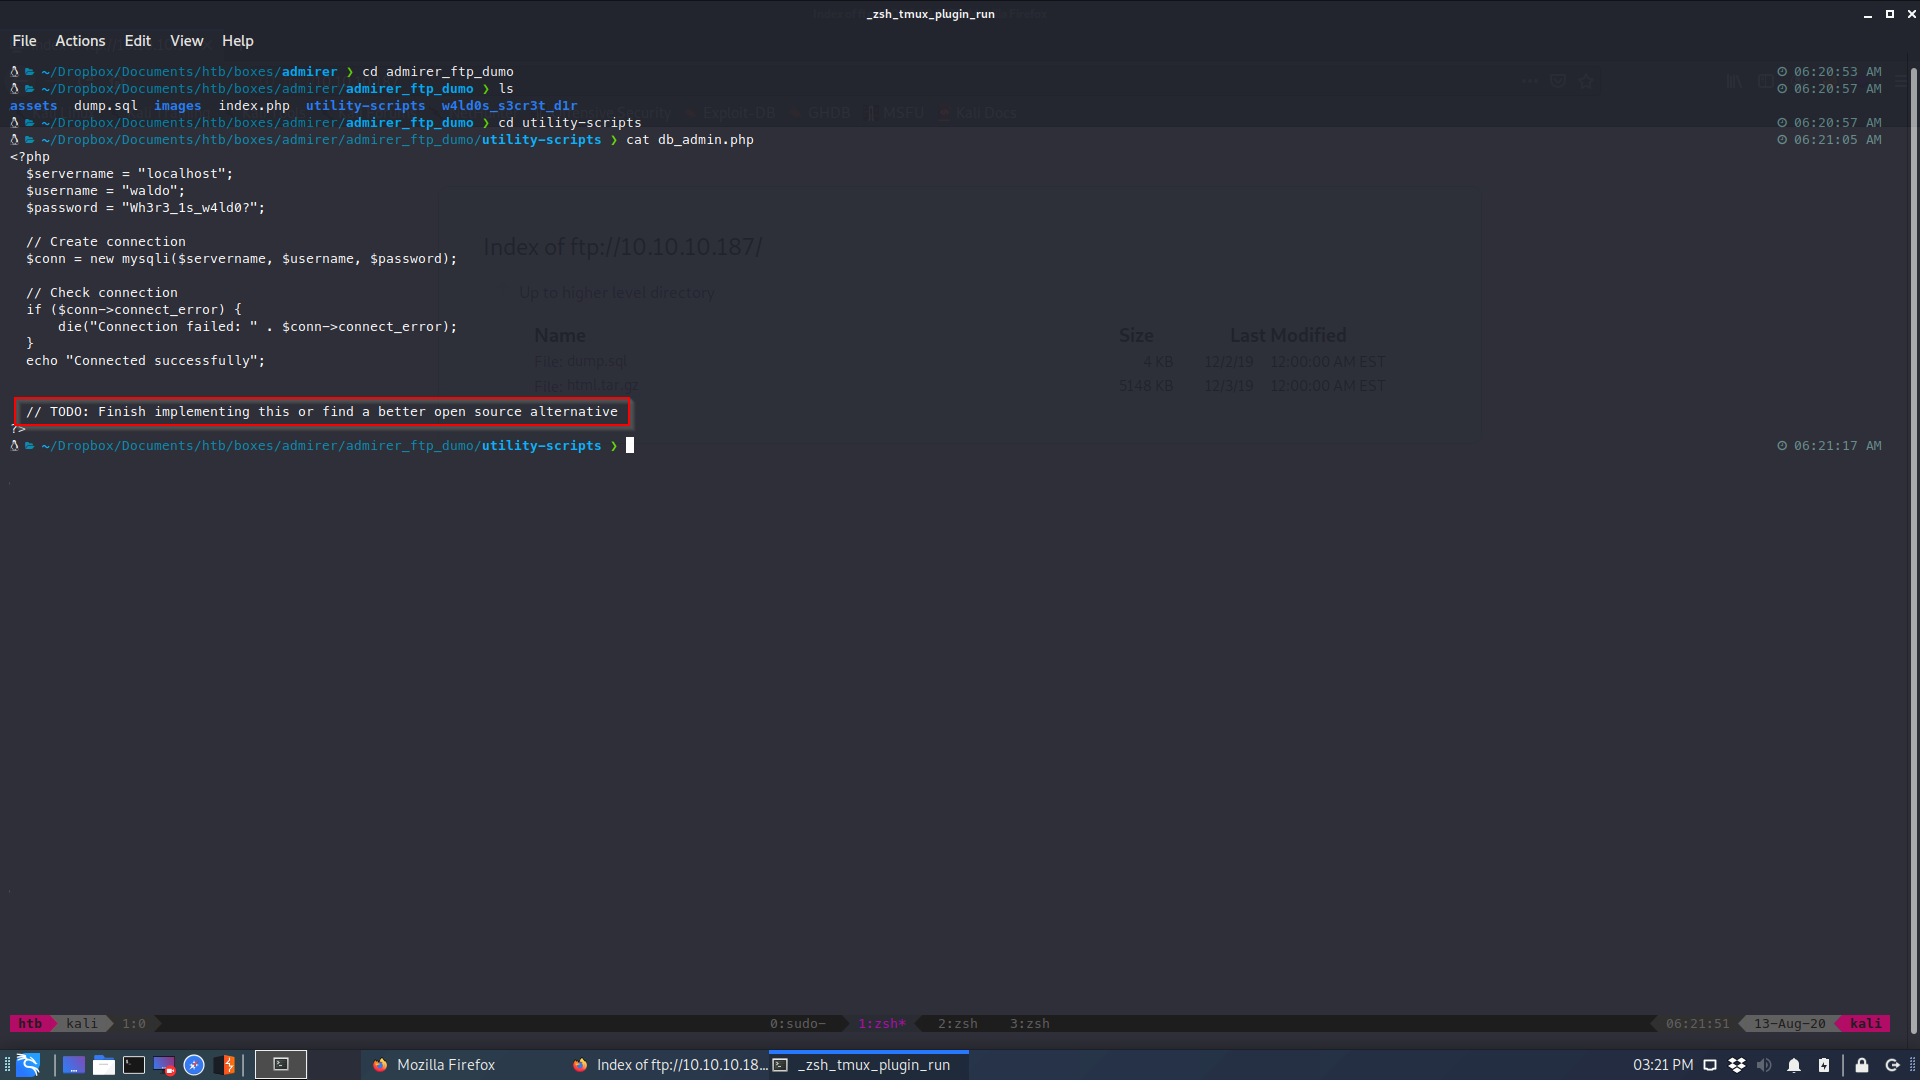 _zsh_tmux_plugin_run
File Actions Edit View Help
~/Dropbox/Documents/htb/boxes/admirer ❯ cd admirer_ftp_dumo 06:20:53 AM
~/Dropbox/Documents/htb/boxes/admirer/admirer_ftp_dumo ❯ ls 06:20:57 AM
assets dump.sql images index.php utility-scripts w4ld0s_s3cr3t_d1r
Security Exploit-DB GHDB MSFU Kali Docs
~/Dropbox/Documents/htb/boxes/admirer/admirer_ftp_dumo ❯ cd utility-scripts 06:20:57 AM
~/Dropbox/Documents/htb/boxes/admirer/admirer_ftp_dumo/utility-scripts ❯ cat db_admin.php 06:21:05 AM
<?php
$servername = "localhost";
$username = "waldo";
$password = "Wh3r3_1s_w4ld0?";
// Create connection
$conn = new mysqli($servername, $username, $password);
Index of ftp://10.10.10.187/
// Check connection
Up to higher level directory
if ($conn->connect_error) {
die("Connection failed: " . $conn->connect_error);
}
Name Size Last Modified
echo "Connected successfully";
File: dump.sql 4 KB 12/2/19 12:00:00 AM EST
File: html.tar.gz 5148 KB 12/3/19 12:00:00 AM EST
// TODO: Finish implementing this or find a better open source alternative
?>
~/Dropbox/Documents/htb/boxes/admirer/admirer_ftp_dumo/utility-scripts ❯ 06:21:17 AM
htb kali 1:0 0:sudo- 1:zsh* 2:zsh 3:zsh 06:21:51 13-Aug-20 kali
Mozilla Firefox Index of ftp://10.10.10.18... _zsh_tmux_plugin_run 03:21 PM